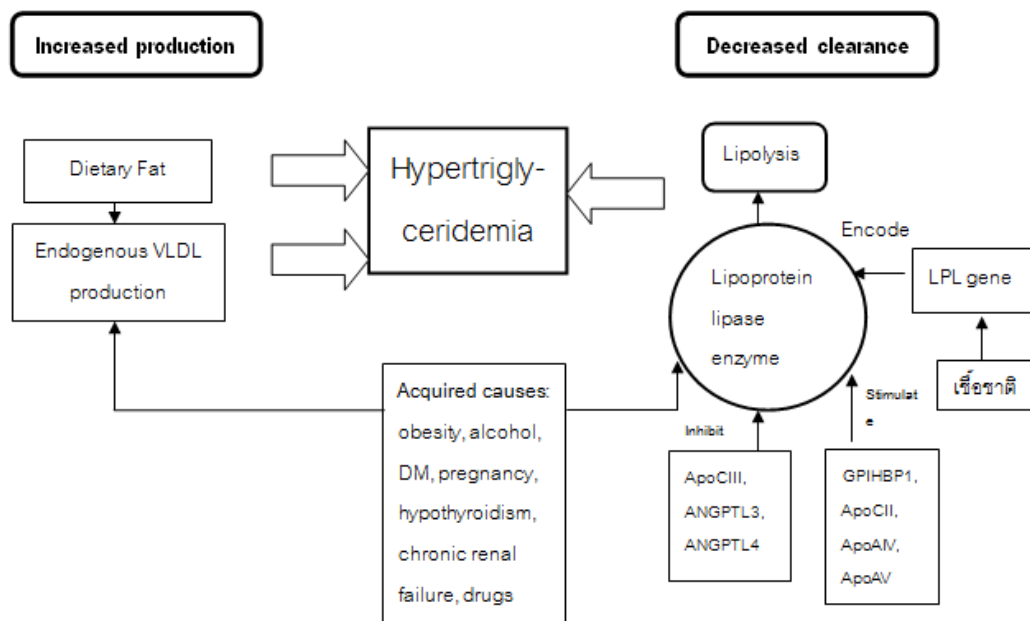 Increased production
Decreased clearance
Dietary Fat
Endogenous VLDL
production
Hypertrigly-
ceridemia
Lipolysis
Encode
Lipoprotein
lipase
enzyme
LPL gene
เชื้อชาติ
Acquired causes:
obesity, alcohol,
DM, pregnancy,
hypothyroidism,
chronic renal
failure, drugs
Inhibit
Stimulat
e
ApoCIII,
ANGPTL3,
ANGPTL4
GPIHBP1,
ApoCII,
ApoAIV,
ApoAV